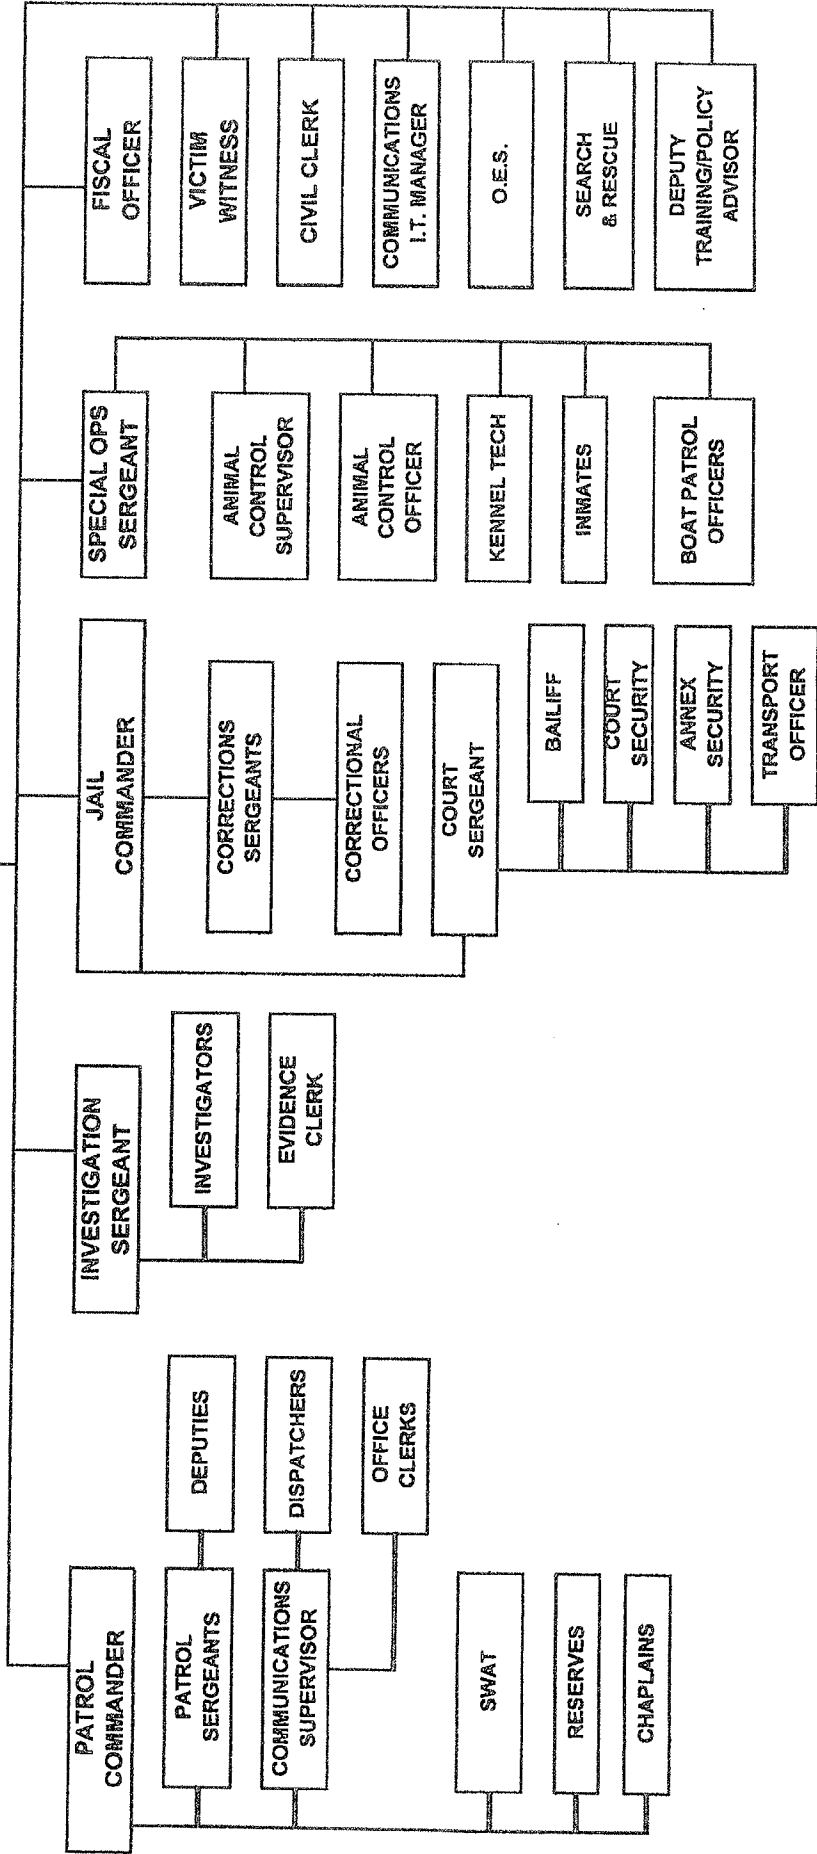 PATROL
COMMANDER
PATROL
SERGEANTS
DEPUTIES
COMMUNICATIONS
SUPERVISOR
DISPATCHERS
OFFICE
CLERKS
SWAT
RESERVES
CHAPLAINS
INVESTIGATION
SERGEANT
INVESTIGATORS
EVIDENCE
CLERK
JAIL
COMMANDER
CORRECTIONS
SERGEANTS
CORRECTIONAL
OFFICERS
COURT
SERGEANT
BAILIFF
COURT
SECURITY
ANNEX
SECURITY
TRANSPORT
OFFICER
SPECIAL OPS
SERGEANT
ANIMAL
CONTROL
SUPERVISOR
ANIMAL
CONTROL
OFFICER
KENNEL TECH
INMATES
BOAT PATROL
OFFICERS
FISCAL
OFFICER
VICTIM
WITNESS
CIVIL CLERK
COMMUNICATIONS
I.T. MANAGER
O.E.S.
SEARCH
& RESCUE
DEPUTY
TRAINING/POLICY
ADVISOR